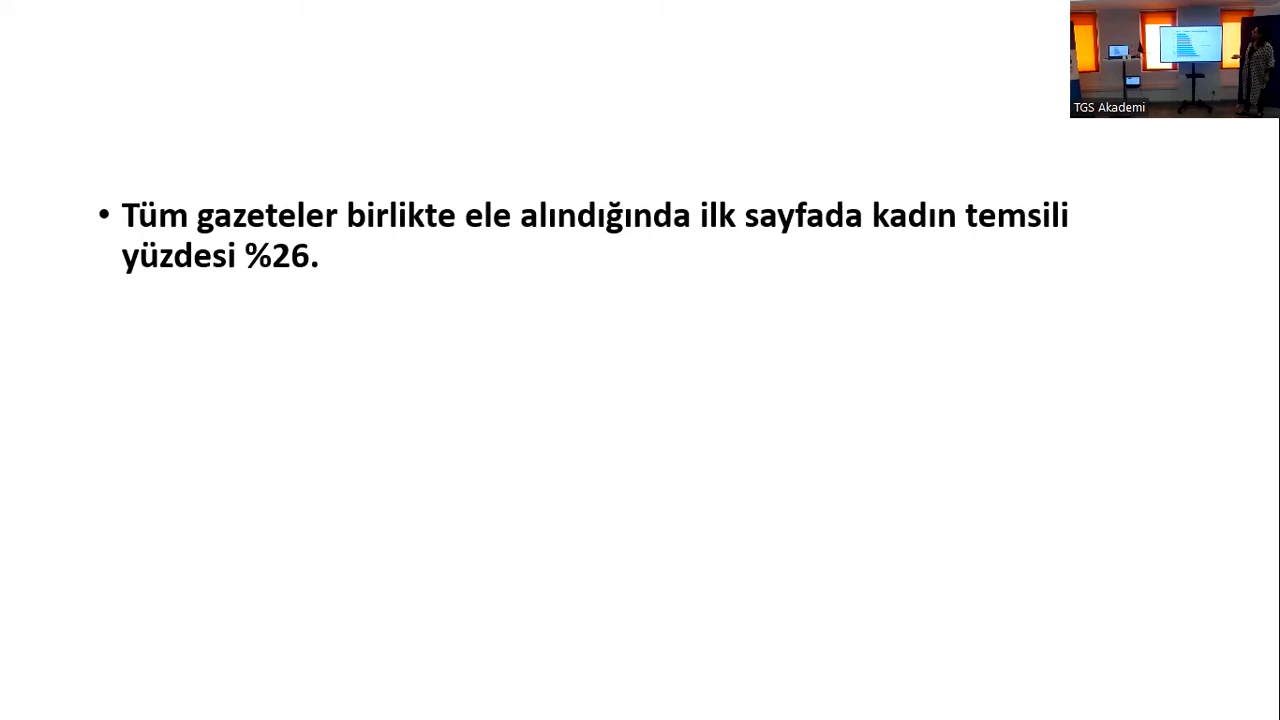 TGS Akademi
• Tüm gazeteler birlikte ele alındığında ilk sayfada kadın temsili
yüzdesi %26.